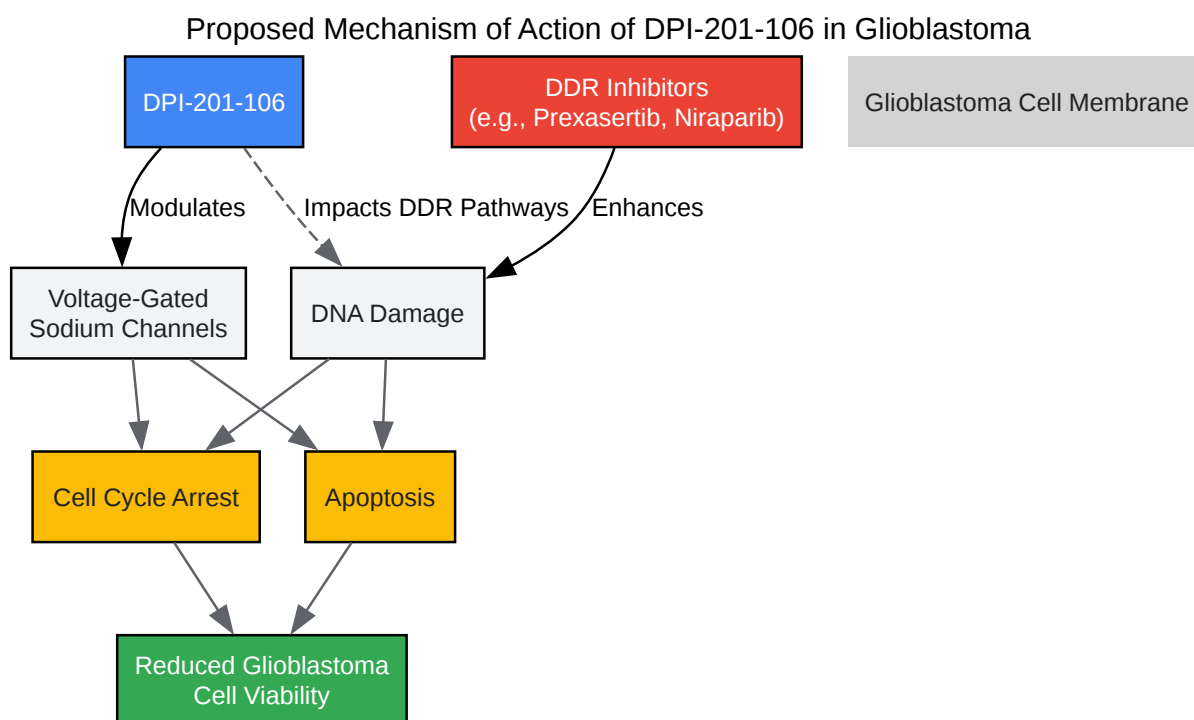 Proposed Mechanism of Action of DPI-201-106 in Glioblastoma
DPI-201-106
DDR Inhibitors
(e.g., Prexasertib, Niraparib)
Glioblastoma Cell Membrane
Modulates
Impacts DDR Pathways
Enhances
Voltage-Gated
Sodium Channels
DNA Damage
Cell Cycle Arrest
Apoptosis
Reduced Glioblastoma
Cell Viability